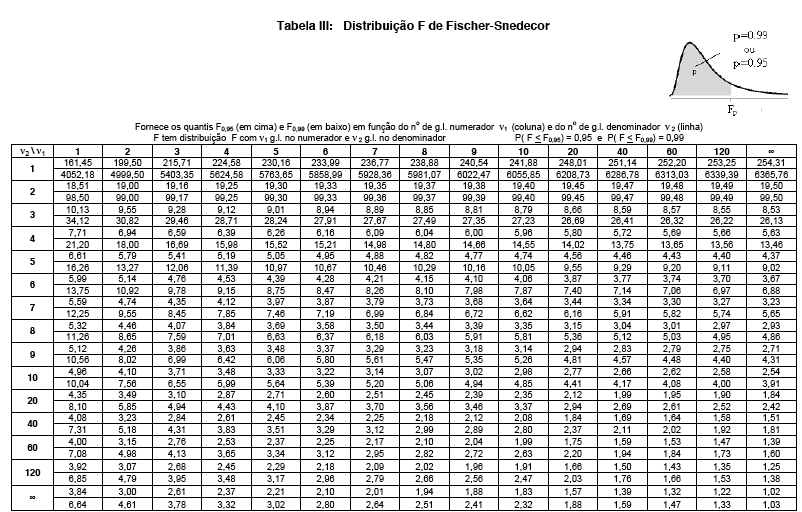 Tabela III: Distribuição F de Fischer-Snedecor
p=0.99
ou
p=0.95
p
Fp
Fornece os quantis F0,95 (em cima) e F0,99 (em baixo) em função do nº de g.l. numerador ν1 (coluna) e do nº de g.l. denominador ν2 (linha)
F tem distribuição F com ν1 g.l. no numerador e ν2 g.l. no denominador P( F ≤ F0,95) = 0,95 e P( F ≤ F0,99) = 0,99
ν2 \ ν1 1 2 3 4 5 6 7 8 9 10 20 40 60 120 ∞
1 161,45 199,50 215,71 224,58 230,16 233,99 236,77 238,88 240,54 241,88 248,01 251,14 252,20 253,25 254,31
4052,18 4999,50 5403,35 5624,58 5763,65 5858,99 5928,36 5981,07 6022,47 6055,85 6208,73 6286,78 6313,03 6339,39 6365,76
2 18,51 19,00 19,16 19,25 19,30 19,33 19,35 19,37 19,38 19,40 19,45 19,47 19,48 19,49 19,50
98,50 99,00 99,17 99,25 99,30 99,33 99,36 99,37 99,39 99,40 99,45 99,47 99,48 99,49 99,50
3 10,13 9,55 9,28 9,12 9,01 8,94 8,89 8,85 8,81 8,79 8,66 8,59 8,57 8,55 8,53
34,12 30,82 29,46 28,71 28,24 27,91 27,67 27,49 27,35 27,23 26,69 26,41 26,32 26,22 26,13
4 7,71 6,94 6,59 6,39 6,26 6,16 6,09 6,04 6,00 5,96 5,80 5,72 5,69 5,66 5,63
21,20 18,00 16,69 15,98 15,52 15,21 14,98 14,80 14,66 14,55 14,02 13,75 13,65 13,56 13,46
5 6,61 5,79 5,41 5,19 5,05 4,95 4,88 4,82 4,77 4,74 4,56 4,46 4,43 4,40 4,37
16,26 13,27 12,06 11,39 10,97 10,67 10,46 10,29 10,16 10,05 9,55 9,29 9,20 9,11 9,02
6 5,99 5,14 4,76 4,53 4,39 4,28 4,21 4,15 4,10 4,06 3,87 3,77 3,74 3,70 3,67
13,75 10,92 9,78 9,15 8,75 8,47 8,26 8,10 7,98 7,87 7,40 7,14 7,06 6,97 6,88
7 5,59 4,74 4,35 4,12 3,97 3,87 3,79 3,73 3,68 3,64 3,44 3,34 3,30 3,27 3,23
12,25 9,55 8,45 7,85 7,46 7,19 6,99 6,84 6,72 6,62 6,16 5,91 5,82 5,74 5,65
8 5,32 4,46 4,07 3,84 3,69 3,58 3,50 3,44 3,39 3,35 3,15 3,04 3,01 2,97 2,93
11,26 8,65 7,59 7,01 6,63 6,37 6,18 6,03 5,91 5,81 5,36 5,12 5,03 4,95 4,86
9 5,12 4,26 3,86 3,63 3,48 3,37 3,29 3,23 3,18 3,14 2,94 2,83 2,79 2,75 2,71
10,56 8,02 6,99 6,42 6,06 5,80 5,61 5,47 5,35 5,26 4,81 4,57 4,48 4,40 4,31
10 4,96 4,10 3,71 3,48 3,33 3,22 3,14 3,07 3,02 2,98 2,77 2,66 2,62 2,58 2,54
10,04 7,56 6,55 5,99 5,64 5,39 5,20 5,06 4,94 4,85 4,41 4,17 4,08 4,00 3,91
20 4,35 3,49 3,10 2,87 2,71 2,60 2,51 2,45 2,39 2,35 2,12 1,99 1,95 1,90 1,84
8,10 5,85 4,94 4,43 4,10 3,87 3,70 3,56 3,46 3,37 2,94 2,69 2,61 2,52 2,42
40 4,08 3,23 2,84 2,61 2,45 2,34 2,25 2,18 2,12 2,08 1,84 1,69 1,64 1,58 1,51
7,31 5,18 4,31 3,83 3,51 3,29 3,12 2,99 2,89 2,80 2,37 2,11 2,02 1,92 1,81
60 4,00 3,15 2,76 2,53 2,37 2,25 2,17 2,10 2,04 1,99 1,75 1,59 1,53 1,47 1,39
7,08 4,98 4,13 3,65 3,34 3,12 2,95 2,82 2,72 2,63 2,20 1,94 1,84 1,73 1,60
120 3,92 3,07 2,68 2,45 2,29 2,18 2,09 2,02 1,96 1,91 1,66 1,50 1,43 1,35 1,25
6,85 4,79 3,95 3,48 3,17 2,96 2,79 2,66 2,56 2,47 2,03 1,76 1,66 1,53 1,38
∞ 3,84 3,00 2,61 2,37 2,21 2,10 2,01 1,94 1,88 1,83 1,57 1,39 1,32 1,22 1,02
6,64 4,61 3,78 3,32 3,02 2,80 2,64 2,51 2,41 2,32 1,88 1,59 1,47 1,33 1,03